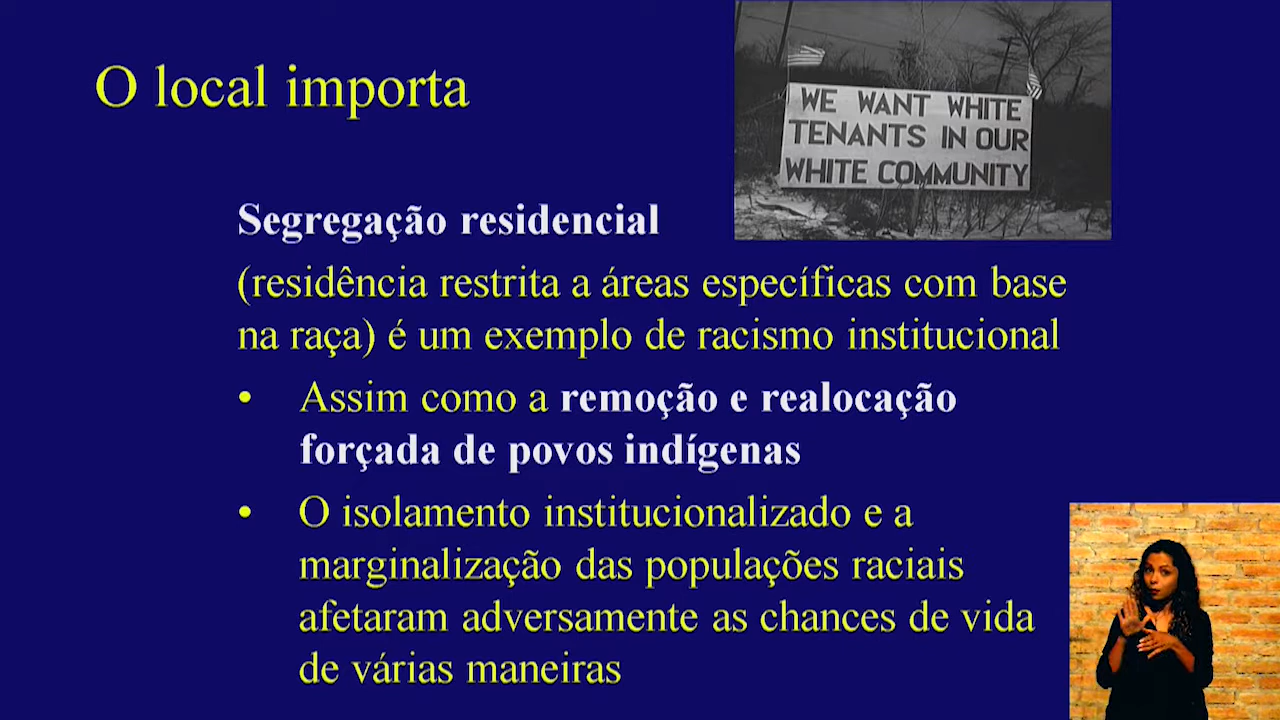 O local importa
WE WANT WHITE
TENANTS IN OUR
WHITE COMMUNITY
Segregação residencial
(residência restrita a áreas específicas com base
na raça) é um exemplo de racismo institucional
• Assim como a remoção e realocação
forçada de povos indígenas
• O isolamento institucionalizado e a
marginalização das populações raciais
afetaram adversamente as chances de vida
de várias maneiras